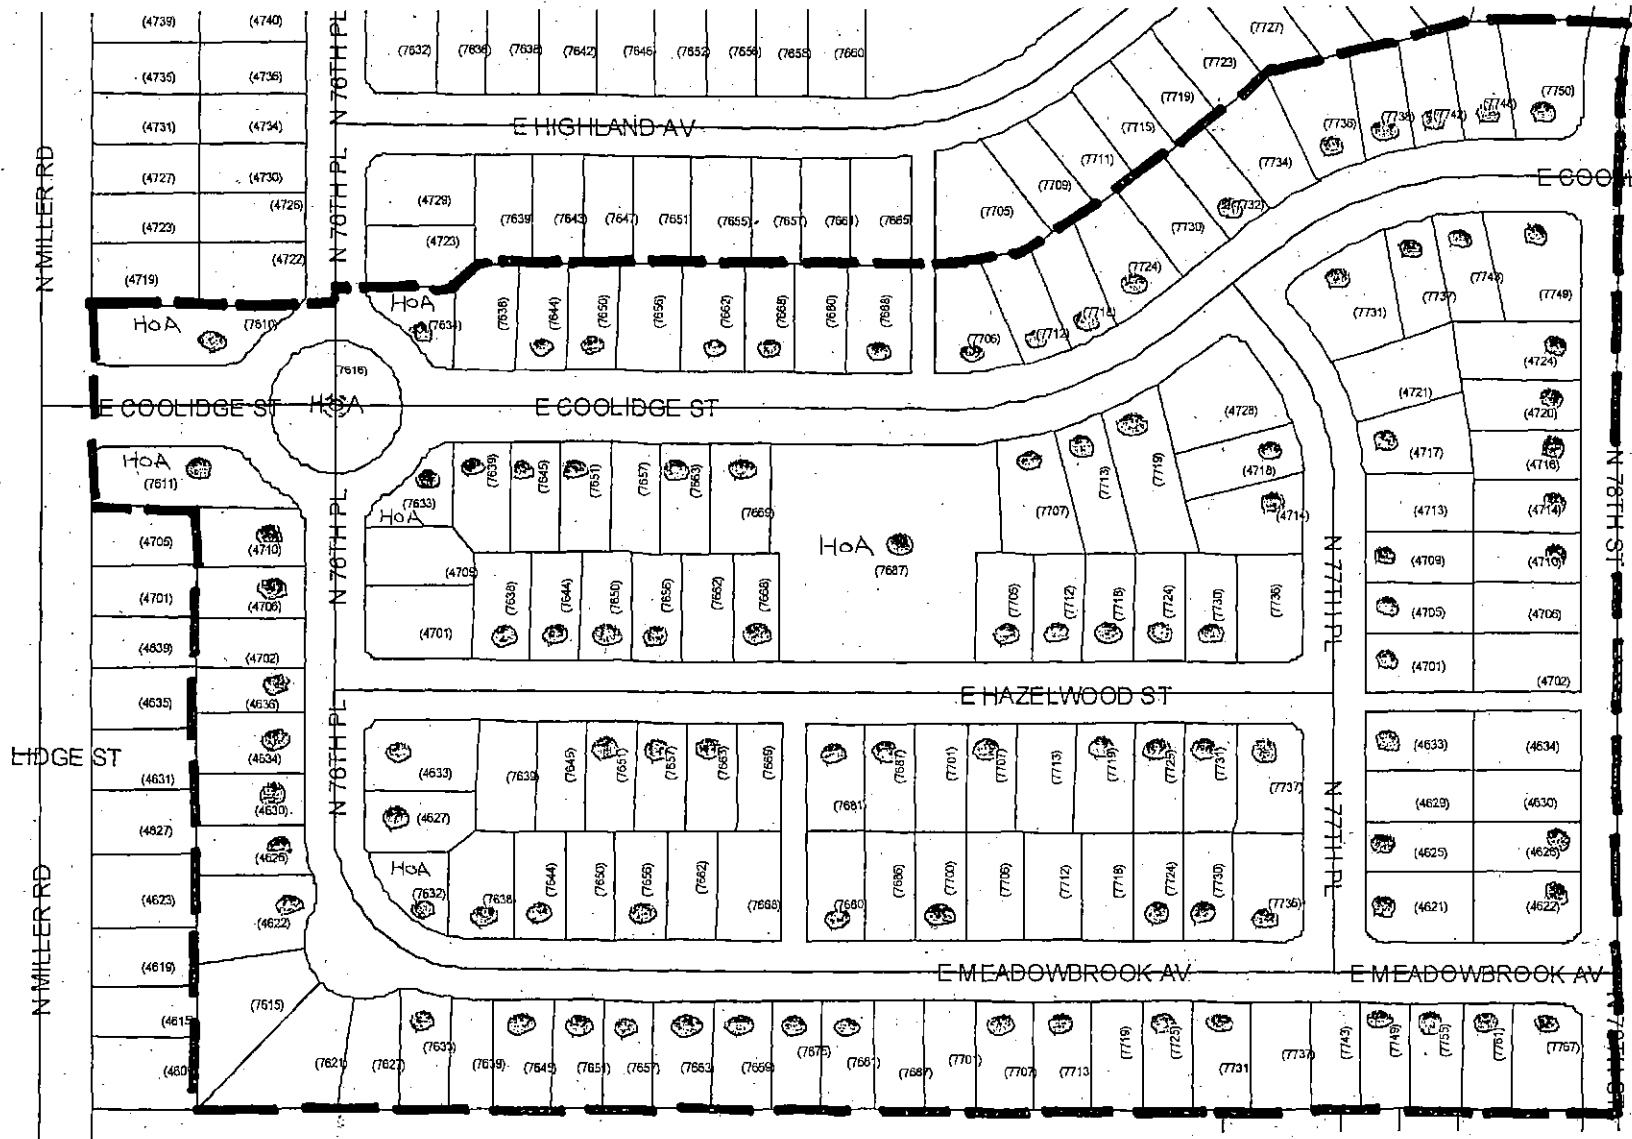 (4739) (4740) (7632) (7636) (7638) (7642) (7646) (7652) (7656) (7658) (7660) (7727)
(4735) (4736) (7723) (7750)
N 76TH PL
(4731) (4734) E HIGHLAND AV (7719) (7715) (7736) (7738) (7742) (7746)
(4727) (4730) (7711) (7734) E COOL
(4726) (4729) (7709)
(4723) (7639) (7643) (7647) (7651) (7655) (7657) (7661) (7665) (7705) (7730) (7732)
N MILLER RD
N 76TH PL
(4722) (4723)
(4719) (7724) (7731) (7737) (7743) (7749)
HOA (7610) HOA (7634) (7638) (7644) (7650) (7656) (7662) (7668) (7680) (7688) (7706) (7712) (7718)
(7616) (4724)
E COOLIDGE ST HOA E COOLIDGE ST (4728) (4721) (4720)
HOA (7611) (7633) HOA (7639) (7645) (7651) (7657) (7663) (7669) (7707) (7713) (7719) (4718) (4717) (4716)
HOA (7687) (4714) (4713) (4714)
N 76TH PL
N 77TH PL
N 78TH ST
(4705) (4710) (4709) (4709) (4710)
(4701) (4706) (7638) (7644) (7650) (7656) (7662) (7668) (7706) (7712) (7718) (7724) (7730) (7736) (4705) (4706)
(4639) (4702) (4701) (4701) (4702)
(4635) (4636) E HAZELWOOD ST
N 76TH PL
LIDGE ST (4634) (4633) (7639) (7645) (7651) (7657) (7663) (7669) (7681) (7687) (7701) (7707) (7713) (7719) (7725) (7731) (7737) (4633) (4634)
(4631) (4630) (4627) (4629) (4630)
N 77TH PL
(4627) (4626) (4625) (4626)
N MILLER RD
(4623) (4622) HOA (7632) (7638) (7644) (7650) (7656) (7662) (7668) (7680) (7686) (7700) (7706) (7712) (7718) (7724) (7730) (7736) (4621) (4622)
(4619) E MEADOWBROOK AV E MEADOWBROOK AV
(4615 (7615)
(460 (7621) (7627) (7633) (7639) (7645) (7651) (7657) (7663) (7669) (7675) (7681) (7687) (7701) (7707) (7713 (7719) (7725) (7731 (7737) (7743) (7749) (7755) (7761) (7767)